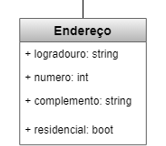 Endereço
+ logradouro: string
+ numero: int
+ complemento: string
+ residencial: boot